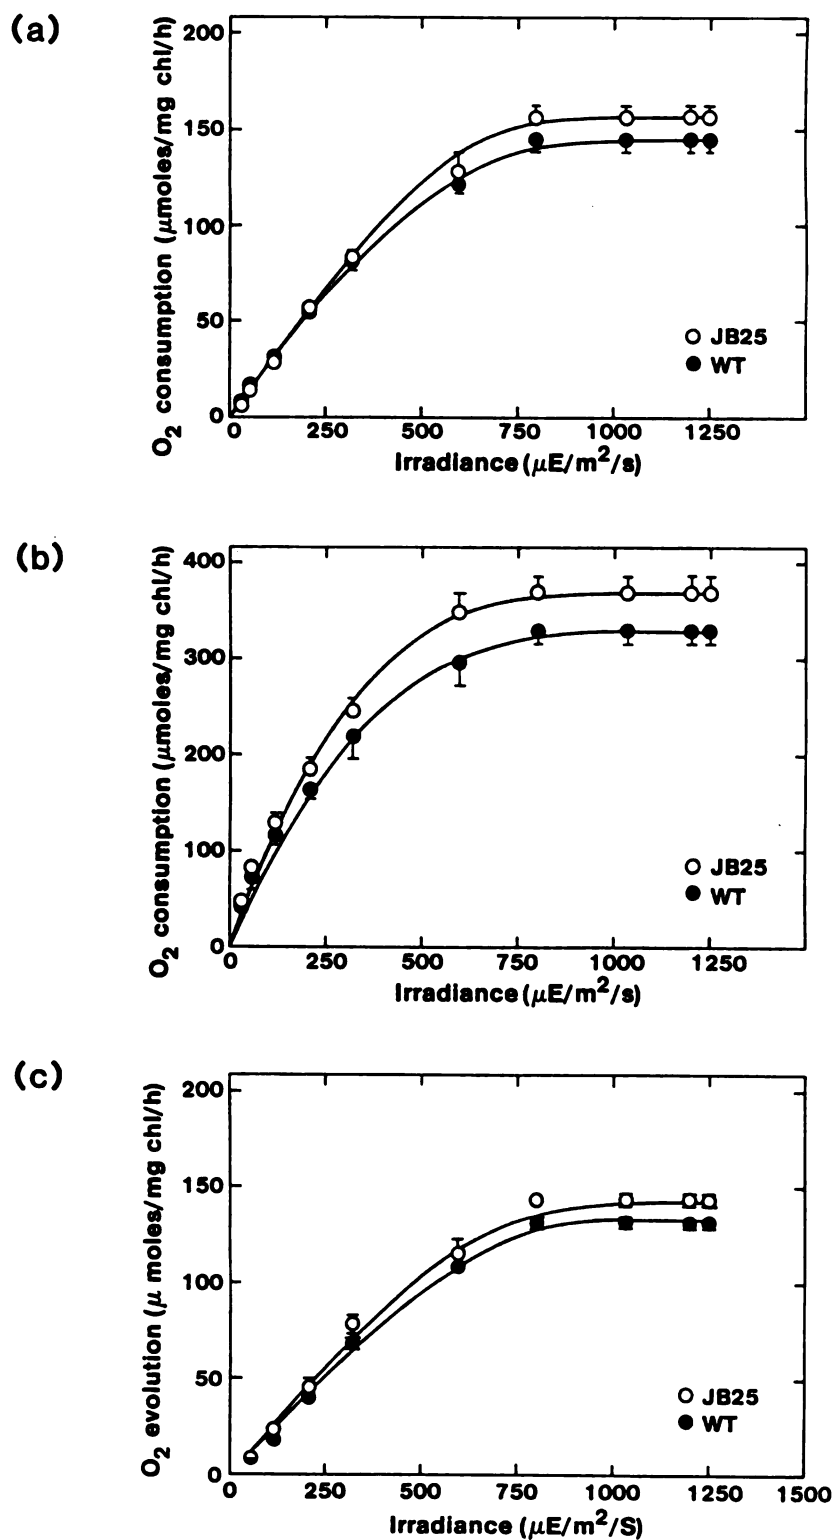 (a)
O2 consumption (μmoles/mg chl/h)
200
150
100
50
0
0 250 500 750 1000 1250
Irradiance (μE/m2/s)
JB25
WT
(b)
O2 consumption (μmoles/mg chl/h)
400
300
200
100
0
0 250 500 750 1000 1250
Irradiance (μE/m2/s)
JB25
WT
(c)
O2 evolution (μ moles/mg chl/h)
200
150
100
50
0
0 250 500 750 1000 1250 1500
Irradiance (μE/m2/S)
JB25
WT